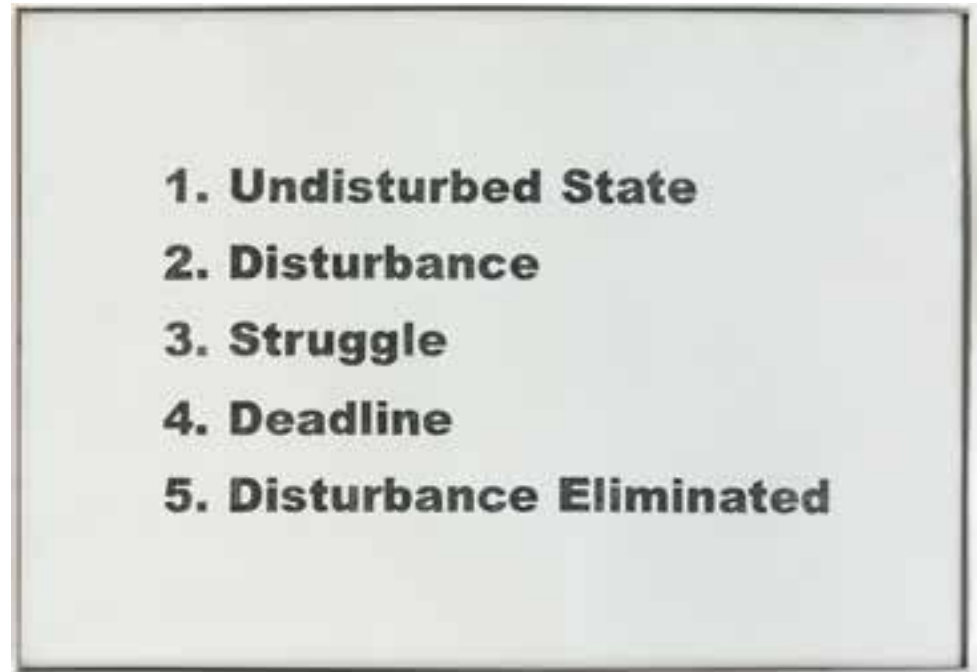 1. Undisturbed State
2. Disturbance
3. Struggle
4. Deadline
5. Disturbance Eliminated